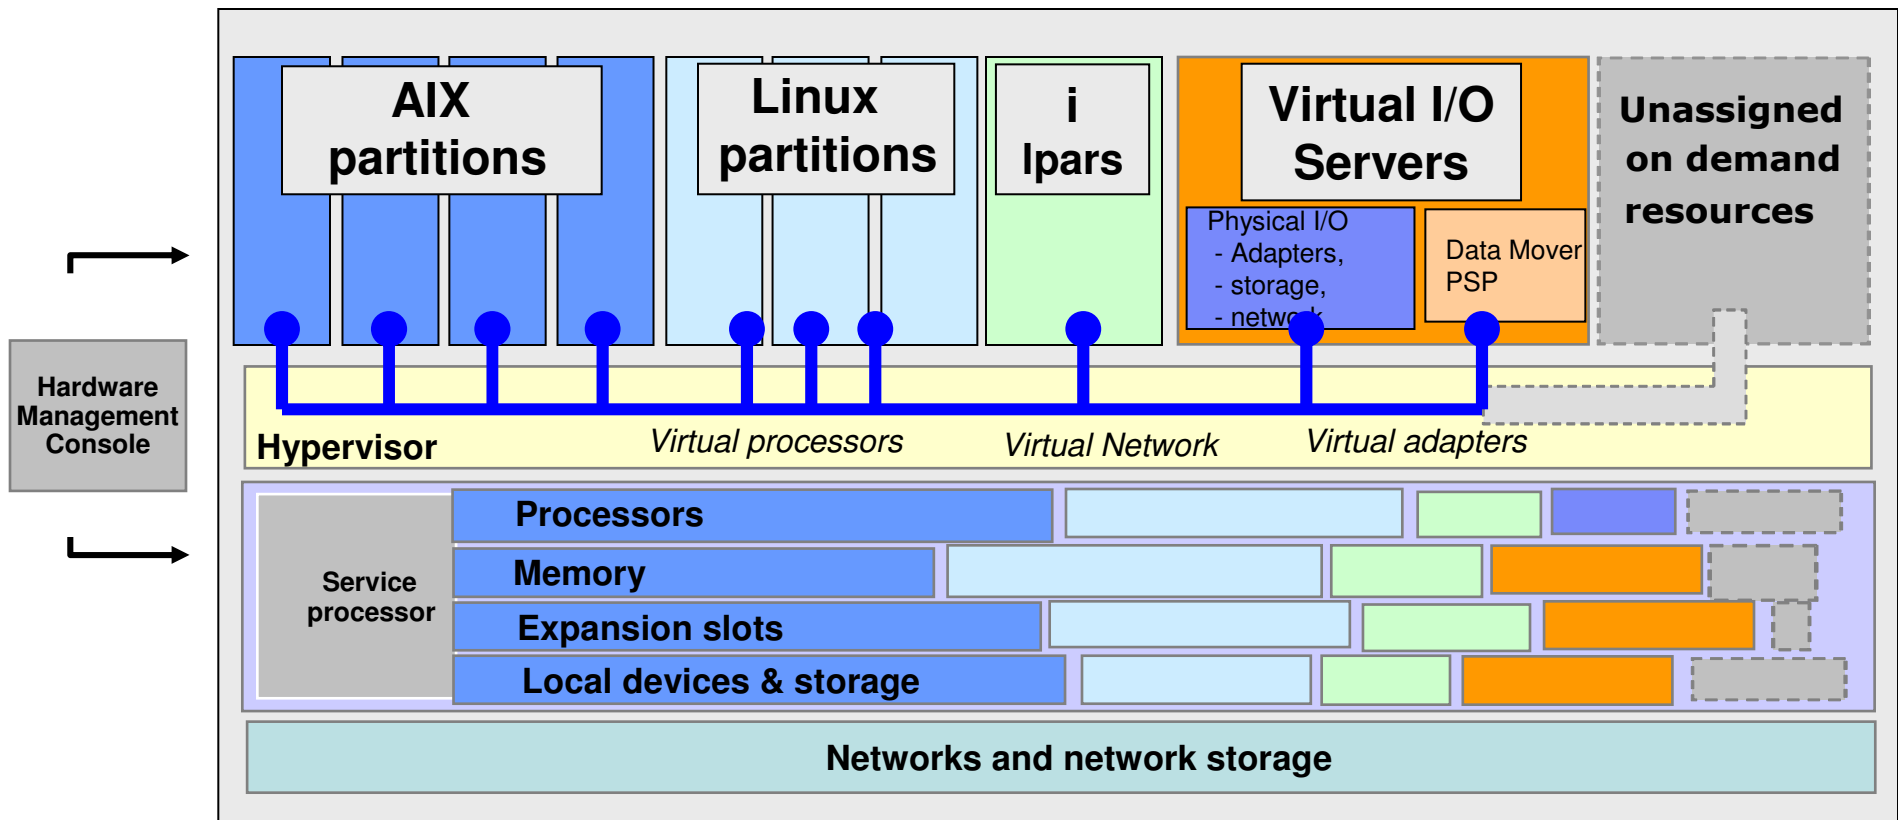 AIX
partitions
Linux
partitions
i
lpars
Virtual I/O
Servers
Physical I/O
- Adapters,
- storage,
- network
Data Mover
PSP
Unassigned
on demand
resources
Hardware
Management
Console
Hypervisor
Virtual processors
Virtual Network
Virtual adapters
Service
processor
Processors
Memory
Expansion slots
Local devices & storage
Networks and network storage